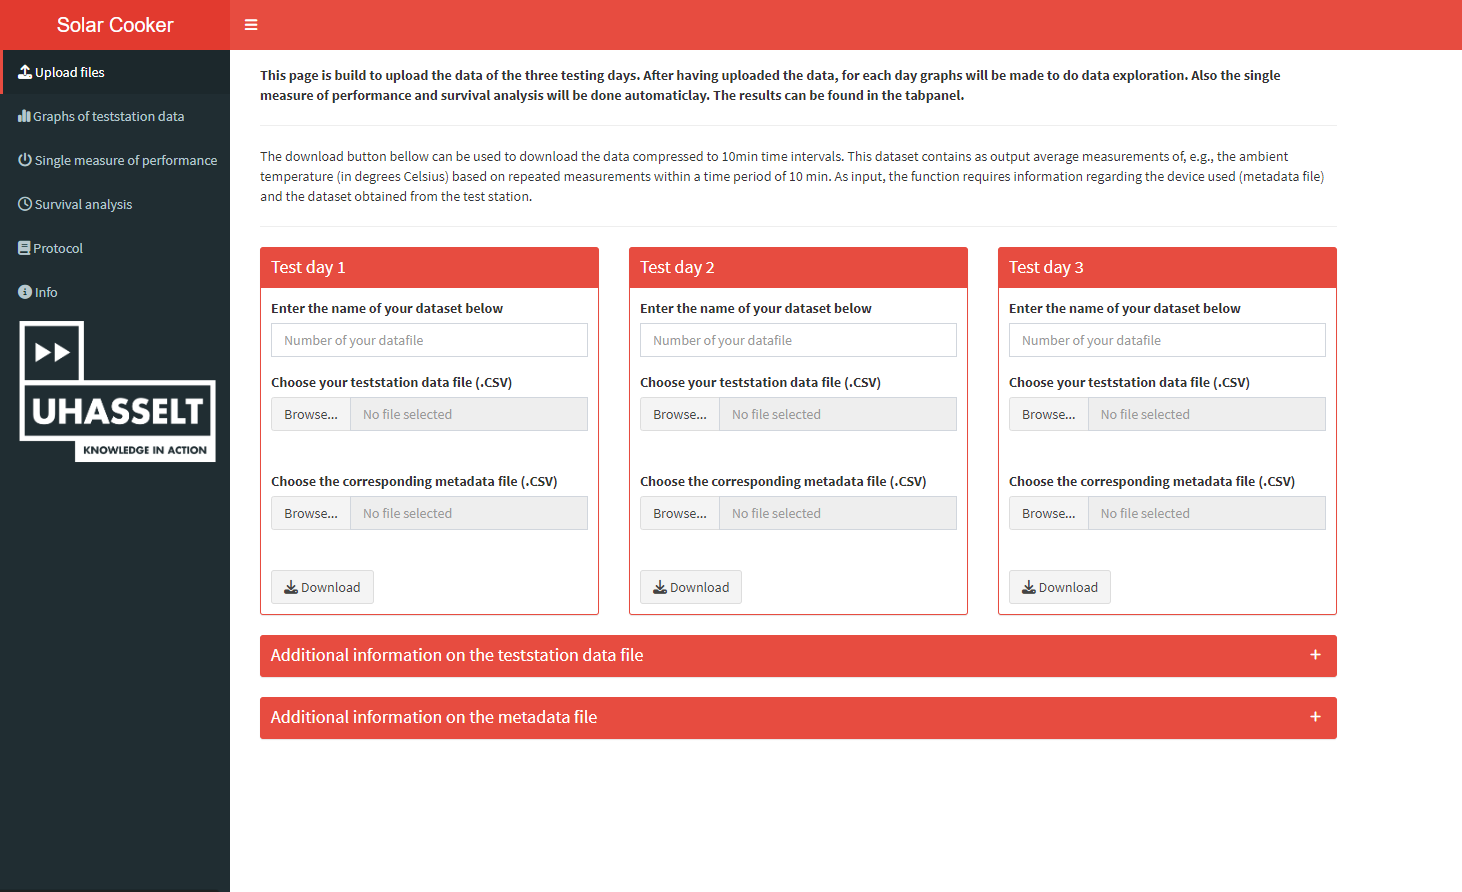 Solar Cooker
Upload files
Graphs of teststation data
Single measure of performance
Survival analysis
Protocol
Info
UHASSELT
KNOWLEDGE IN ACTION
This page is build to upload the data of the three testing days. After having uploaded the data, for each day graphs will be made to do data exploration. Also the single
measure of performance and survival analysis will be done automaticlay. The results can be found in the tabpanel.
The download button bellow can be used to download the data compressed to 10min time intervals. This dataset contains as output average measurements of, e.g., the ambient
temperature (in degrees Celsius) based on repeated measurements within a time period of 10 min. As input, the function requires information regarding the device used (metadata file)
and the dataset obtained from the test station.
Test day 1
Enter the name of your dataset below
Number of your datafile
Choose your teststation data file (.CSV)
Browse... No file selected
Choose the corresponding metadata file (.CSV)
Browse... No file selected
Download
Test day 2
Enter the name of your dataset below
Number of your datafile
Choose your teststation data file (.CSV)
Browse... No file selected
Choose the corresponding metadata file (.CSV)
Browse... No file selected
Download
Test day 3
Enter the name of your dataset below
Number of your datafile
Choose your teststation data file (.CSV)
Browse... No file selected
Choose the corresponding metadata file (.CSV)
Browse... No file selected
Download
Additional information on the teststation data file
Additional information on the metadata file